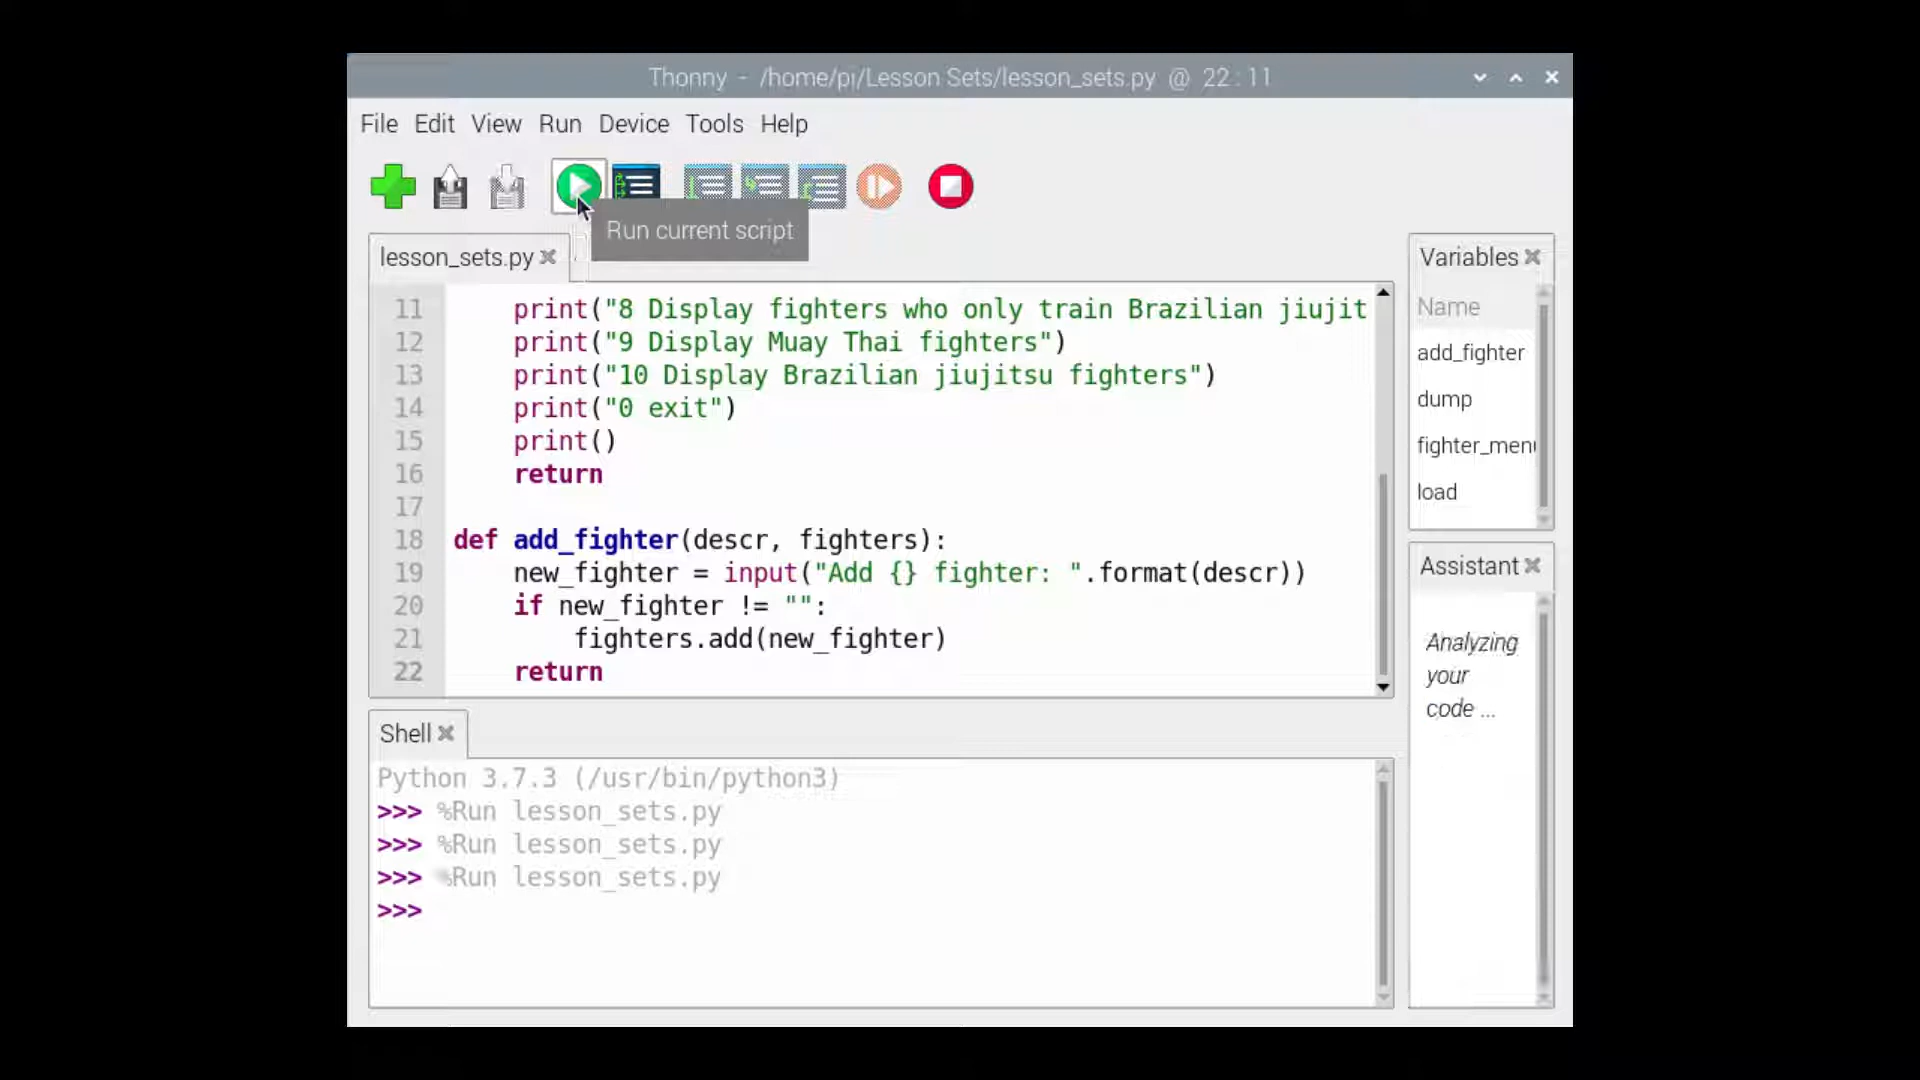 Thonny - /home/pi/Lesson Sets/lesson_sets.py @ 22:11
File Edit View Run Device Tools Help
Run current script
lesson_sets.py
11 print("8 Display fighters who only train Brazilian jiujit
12 print("9 Display Muay Thai fighters")
13 print("10 Display Brazilian jiujitsu fighters")
14 print("0 exit")
15 print()
16 return
17
18 def add_fighter(descr, fighters):
19 new_fighter = input("Add {} fighter: ".format(descr))
20 if new_fighter != "":
21 fighters.add(new_fighter)
22 return
Shell
Python 3.7.3 (/usr/bin/python3)
>>> %Run lesson_sets.py
>>> %Run lesson_sets.py
>>> %Run lesson_sets.py
>>>
Variables
Name
add_fighter
dump
fighter_men
load
Assistant
Analyzing
your
code ...